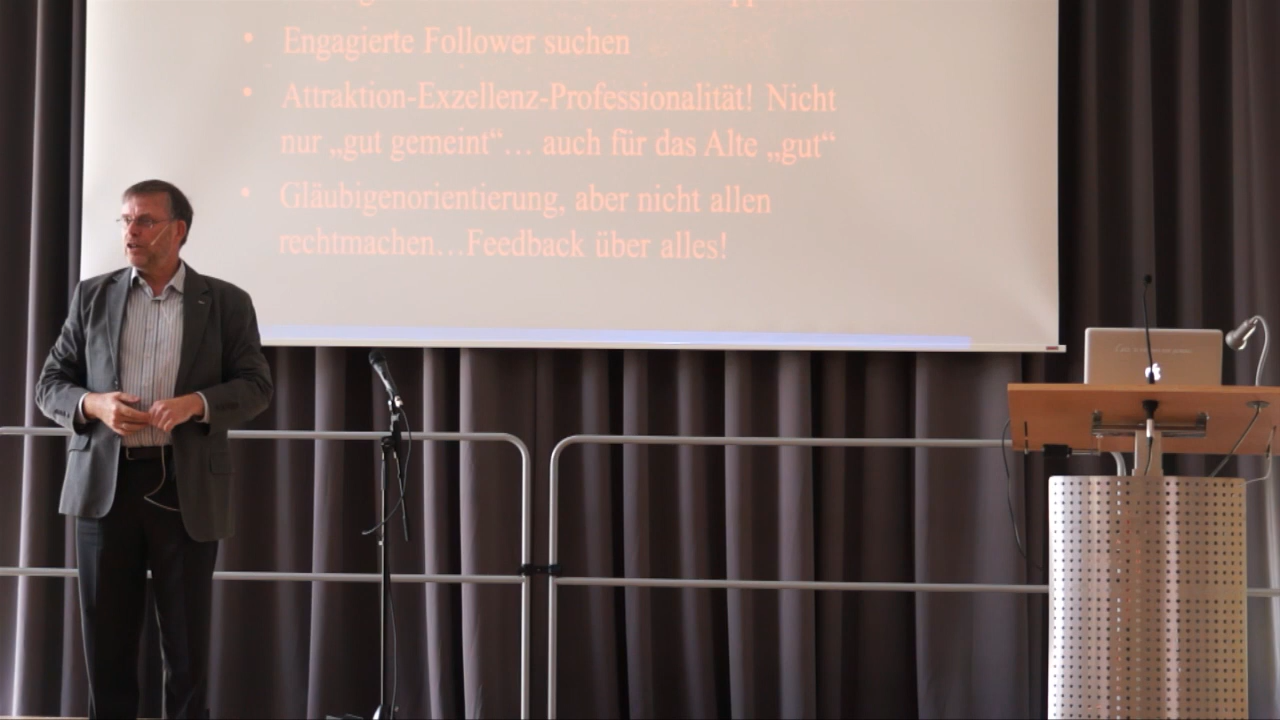 • Engagierte Follower suchen
• Attraktion-Exzellenz-Professionalität! Nicht
nur „gut gemeint“… auch für das Alte „gut“
• Gläubigenorientierung, aber nicht allen
rechtmachen…Feedback über alles!